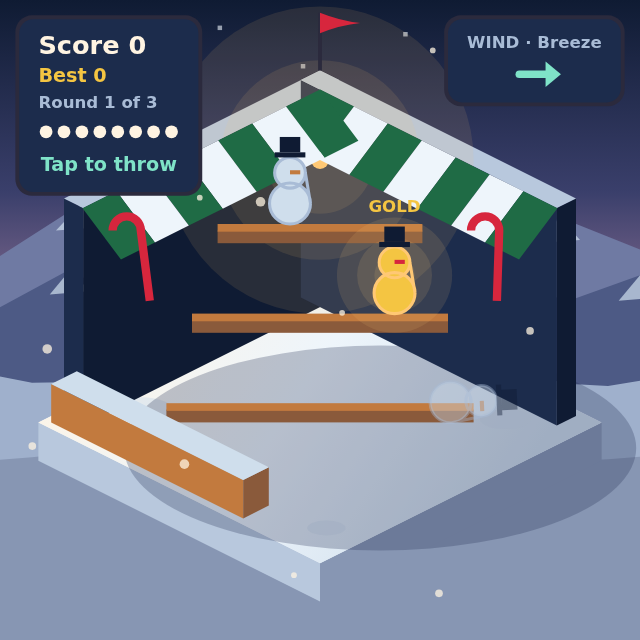 Score 0
Best 0
Round 1 of 3
Tap to throw
WIND · Breeze
GOLD